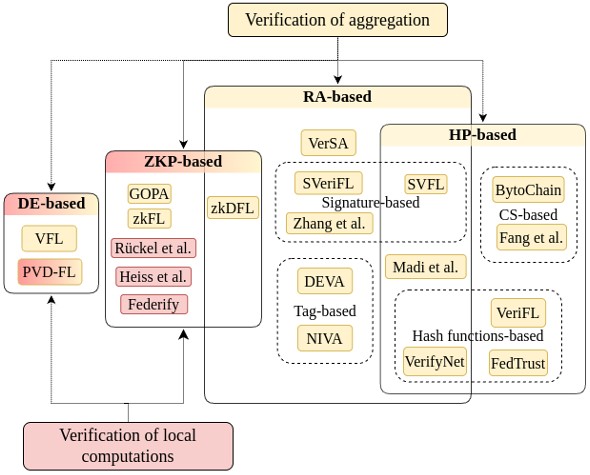 Verification of aggregation
RA-based
HP-based
ZKP-based
DE-based
VerSA
SVeriFL
SVFL
Signature-based
Zhang et al.
BytoChain
CS-based
Fang et al.
GOPA
zkFL
zkDFL
Rückel et al.
Heiss et al.
Federify
VFL
PVD-FL
Madi et al.
DEVA
Tag-based
NIVA
VeriFL
Hash functions-based
VerifyNet
FedTrust
Verification of local
computations